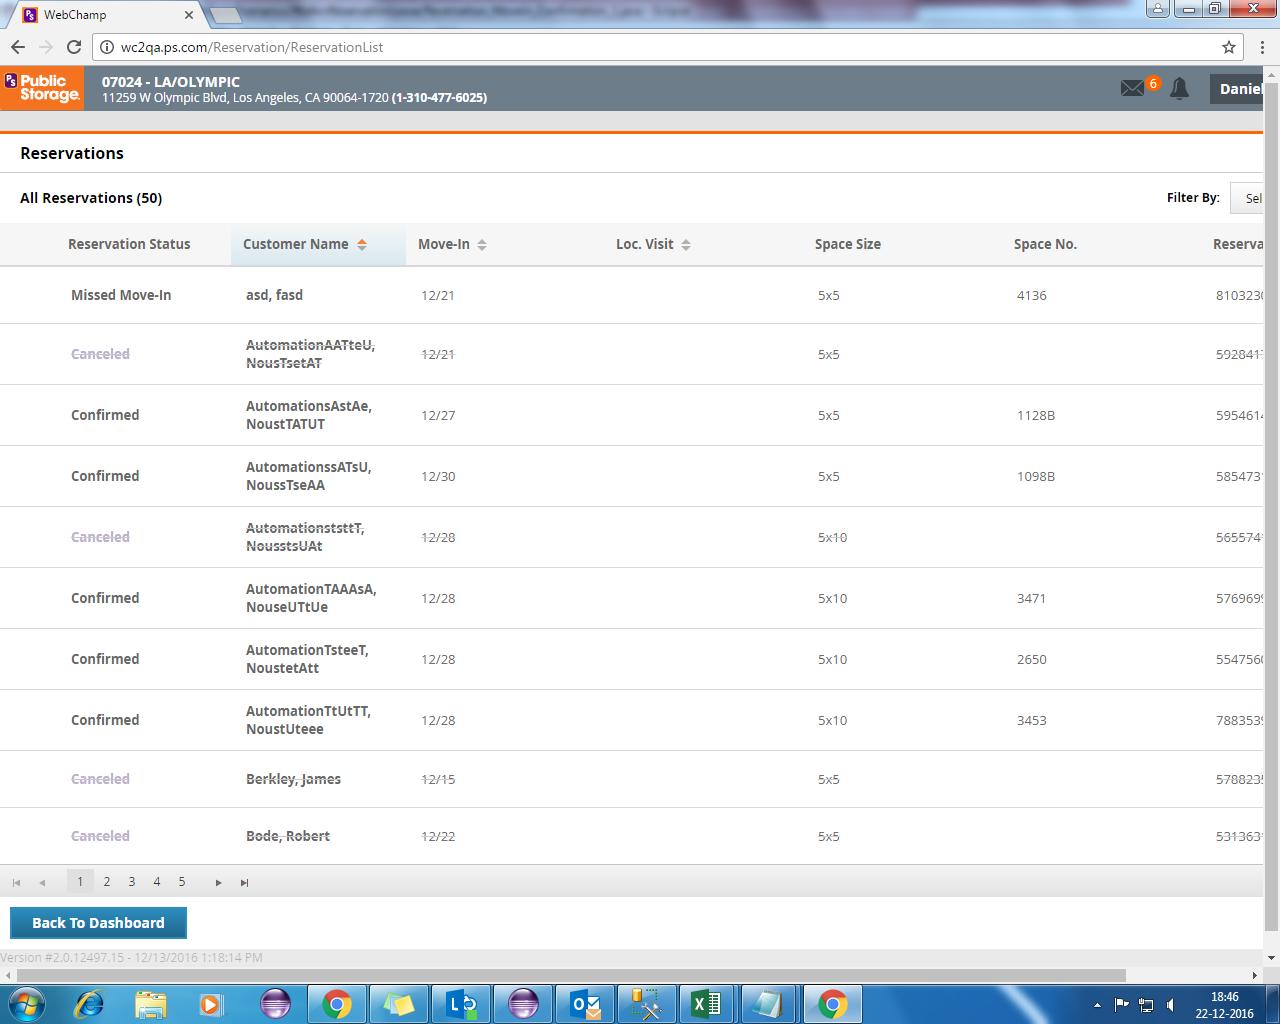 WebChamp
wc2qa.ps.com/Reservation/ReservationList
PS Public Storage.
07024 - LA/OLYMPIC
11259 W Olympic Blvd, Los Angeles, CA 90064-1720 (1-310-477-6025)
6
Daniel
Reservations
All Reservations (50)
Filter By:
Sel
Reservation Status Customer Name Move-In Loc. Visit Space Size Space No. Reserva
Missed Move-In asd, fasd 12/21 5x5 4136 8103230
Canceled AutomationAATteU, NousTsetAT 12/21 5x5 5928417
Confirmed AutomationsAstAe, NoustTATUT 12/27 5x5 1128B 5954614
Confirmed AutomationssATsU, NoussTseAA 12/30 5x5 1098B 5854731
Canceled AutomationststtT, NousstsUAt 12/28 5x10 5655741
Confirmed AutomationTAAAsA, NouseUTtUe 12/28 5x10 3471 5769699
Confirmed AutomationTsteeT, NoustetAtt 12/28 5x10 2650 5547560
Confirmed AutomationTtUtTT, NoustUteee 12/28 5x10 3453 7883539
Canceled Berkley, James 12/15 5x5 5788235
Canceled Bode, Robert 12/22 5x5 5313631
1 2 3 4 5
Back To Dashboard
Version #2.0.12497.15 - 12/13/2016 1:18:14 PM
18:46
22-12-2016